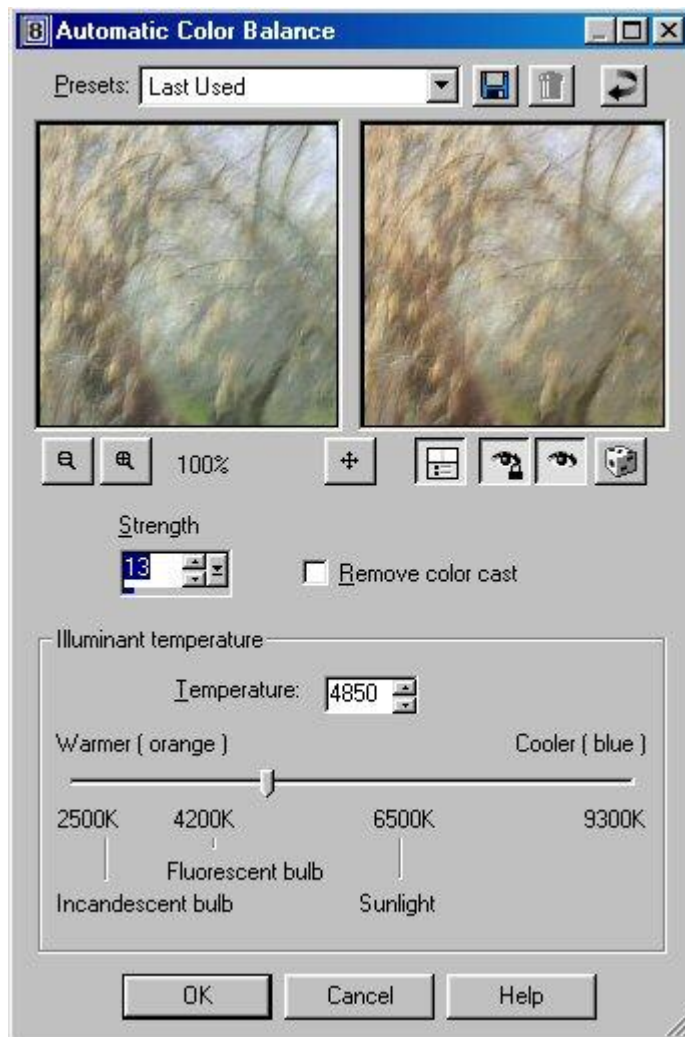 8 Automatic Color Balance
Presets: Last Used
100%
Strength
13
Remove color cast
Illuminant temperature
Temperature: 4850
Warmer ( orange ) Cooler ( blue )
2500K 4200K 6500K 9300K
Fluorescent bulb
Incandescent bulb Sunlight
OK Cancel Help